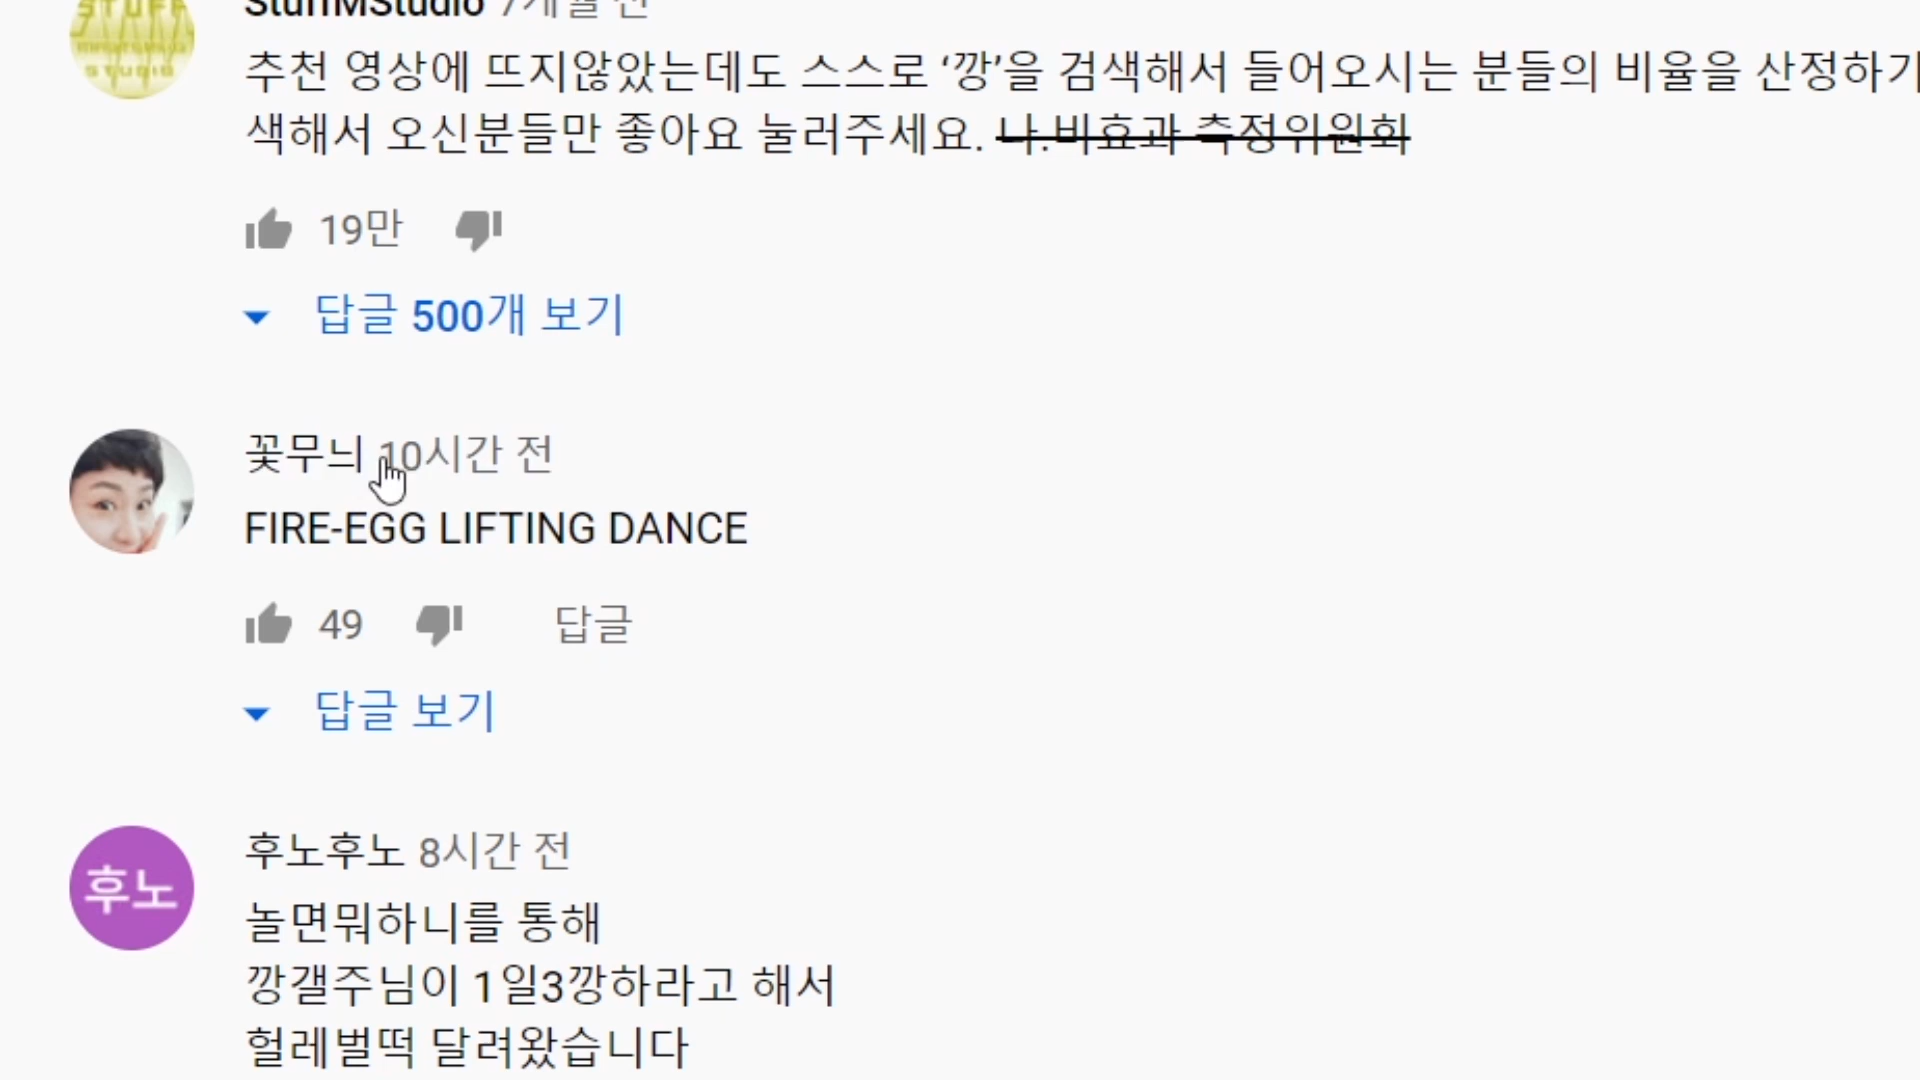 STUFF
STUDIO
StuffMStudio 7개월 전
추천 영상에 뜨지않았는데도 스스로 ‘깡’을 검색해서 들어오시는 분들의 비율을 산정하기
색해서 오신분들만 좋아요 눌러주세요. 나.비효과 측정위원회
19만
답글 500개 보기
꽃무늬 10시간 전
FIRE-EGG LIFTING DANCE
49 답글
답글 보기
후노
후노후노 8시간 전
놀면뭐하니를 통해
깡갤주님이 1일3깡하라고 해서
헐레벌떡 달려왔습니다